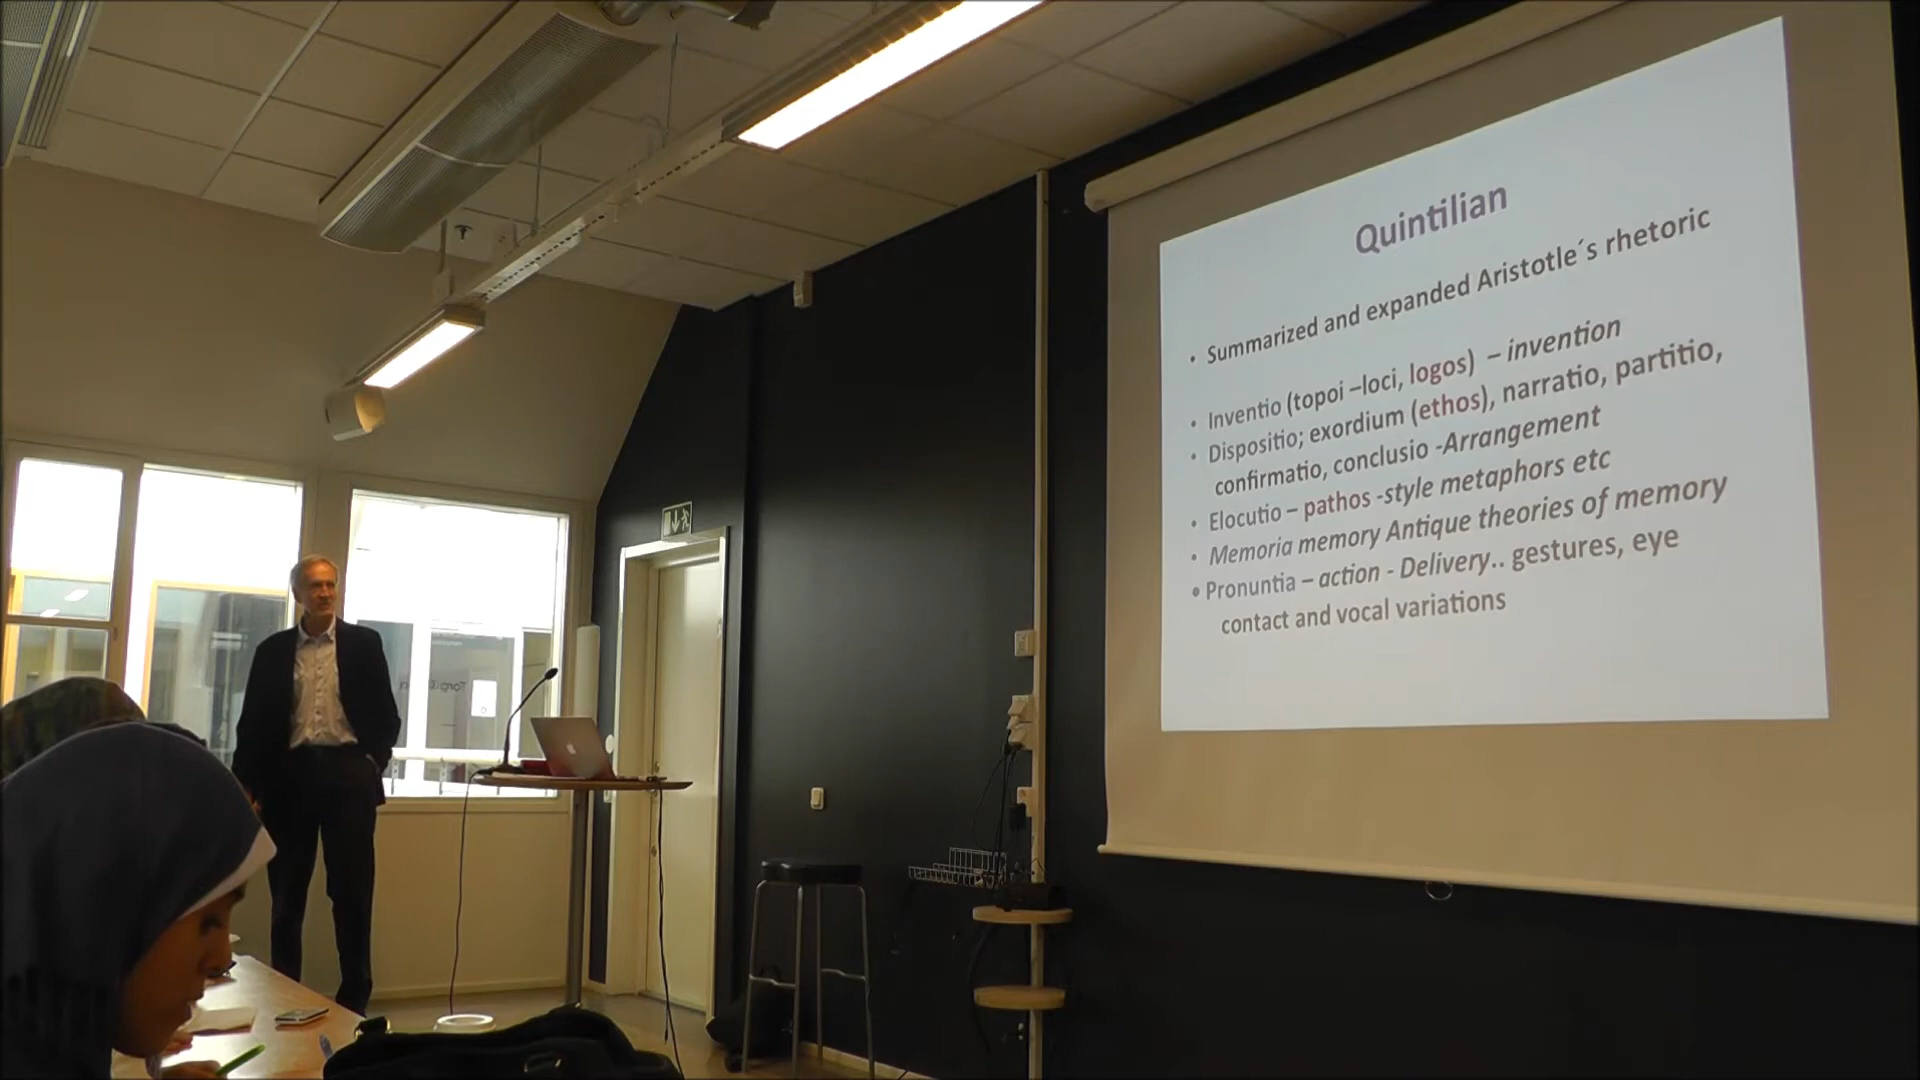 Quintilian
• Summarized and expanded Aristotle´s rhetoric
• Inventio (topoi –loci, logos) – invention
• Dispositio; exordium (ethos), narratio, partitio,
confirmatio, conclusio -Arrangement
• Elocutio – pathos -style metaphors etc
• Memoria memory Antique theories of memory
• Pronuntia – action - Delivery.. gestures, eye
contact and vocal variations